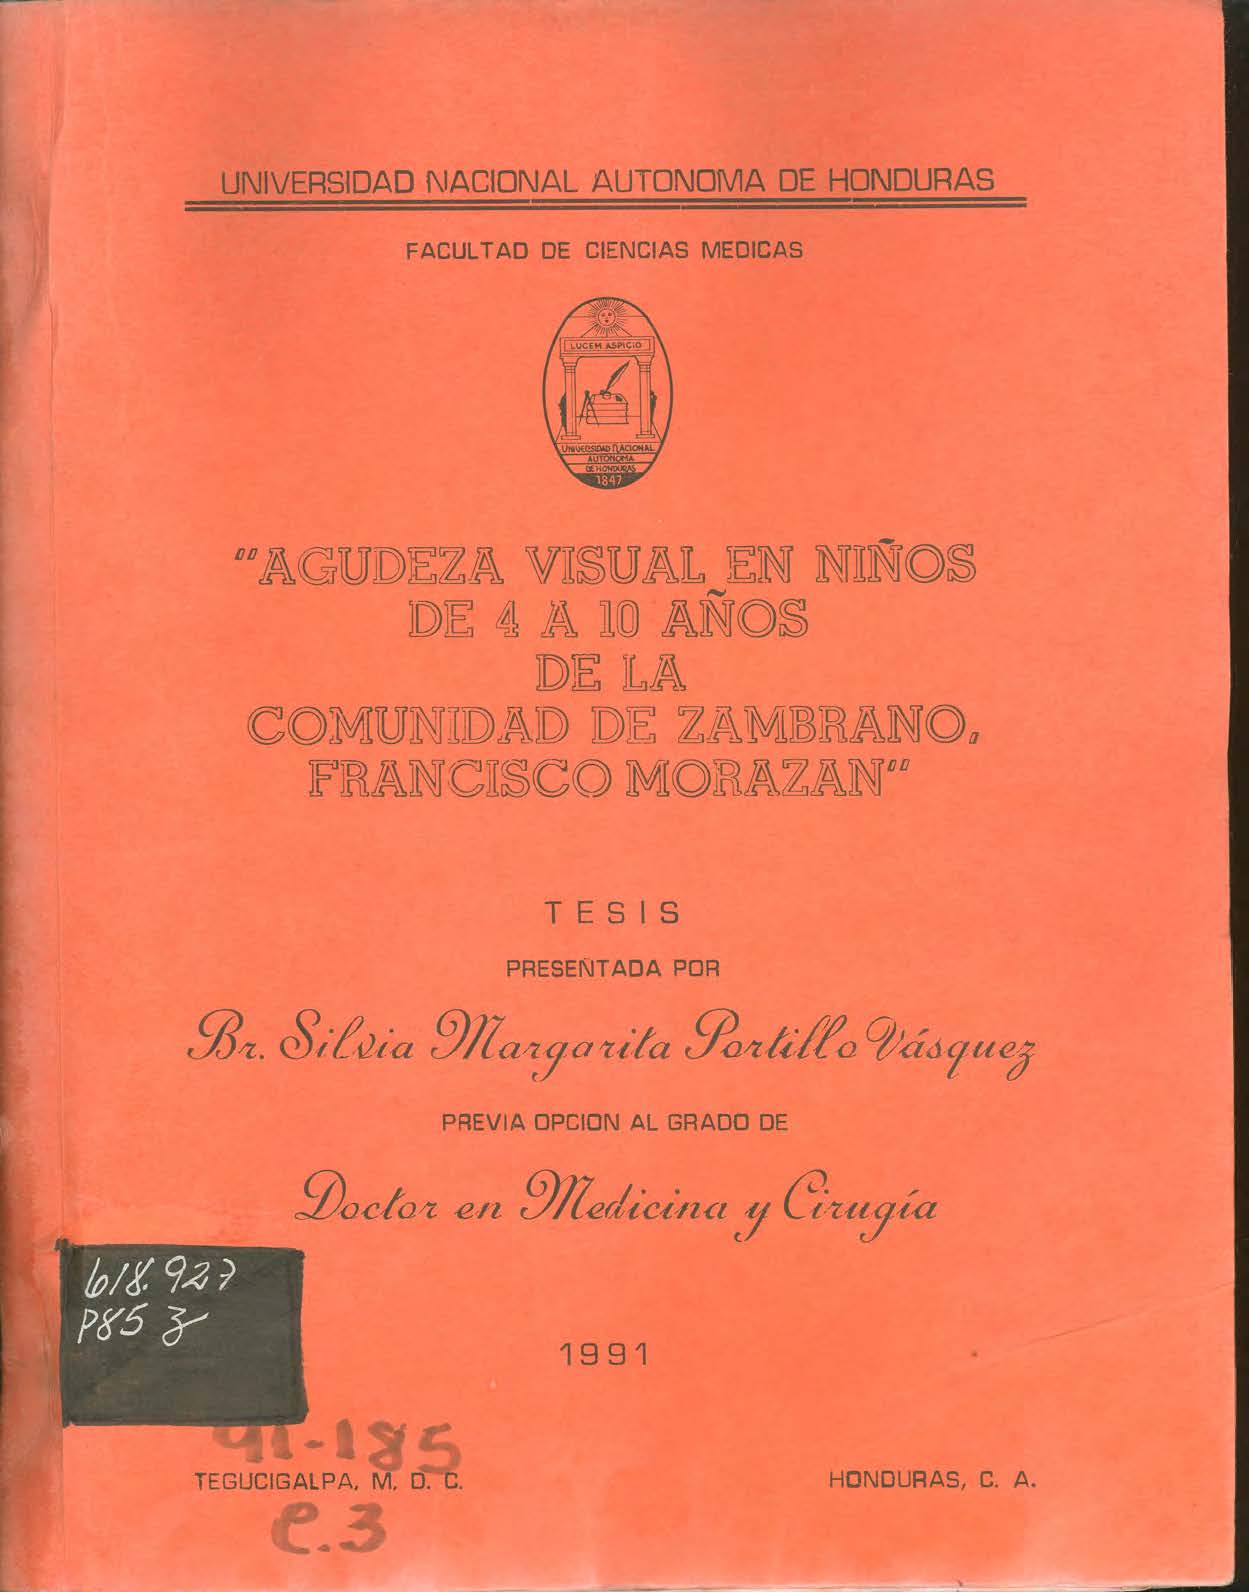 UNIVERSIDAD NACIONAL AUTONOMA DE HONDURAS
FACULTAD DE CIENCIAS MEDICAS
LUCEM ASPICIO
UNIVERSIDAD NACIONAL
AUTONOMA
DE HONDURAS
1847
"AGUDEZA VISUAL EN NIÑOS
DE 4 A 10 AÑOS
DE LA
COMUNIDAD DE ZAMBRANO,
FRANCISCO MORAZAN"
TESIS
PRESENTADA POR
Br. Silvia Margarita Portillo Vásquez
PREVIA OPCION AL GRADO DE
Doctor en Medicina y Cirugía
618.927
P85 z
1991
91-185
TEGUCIGALPA, M. D. C.
HONDURAS, C. A.
C.3